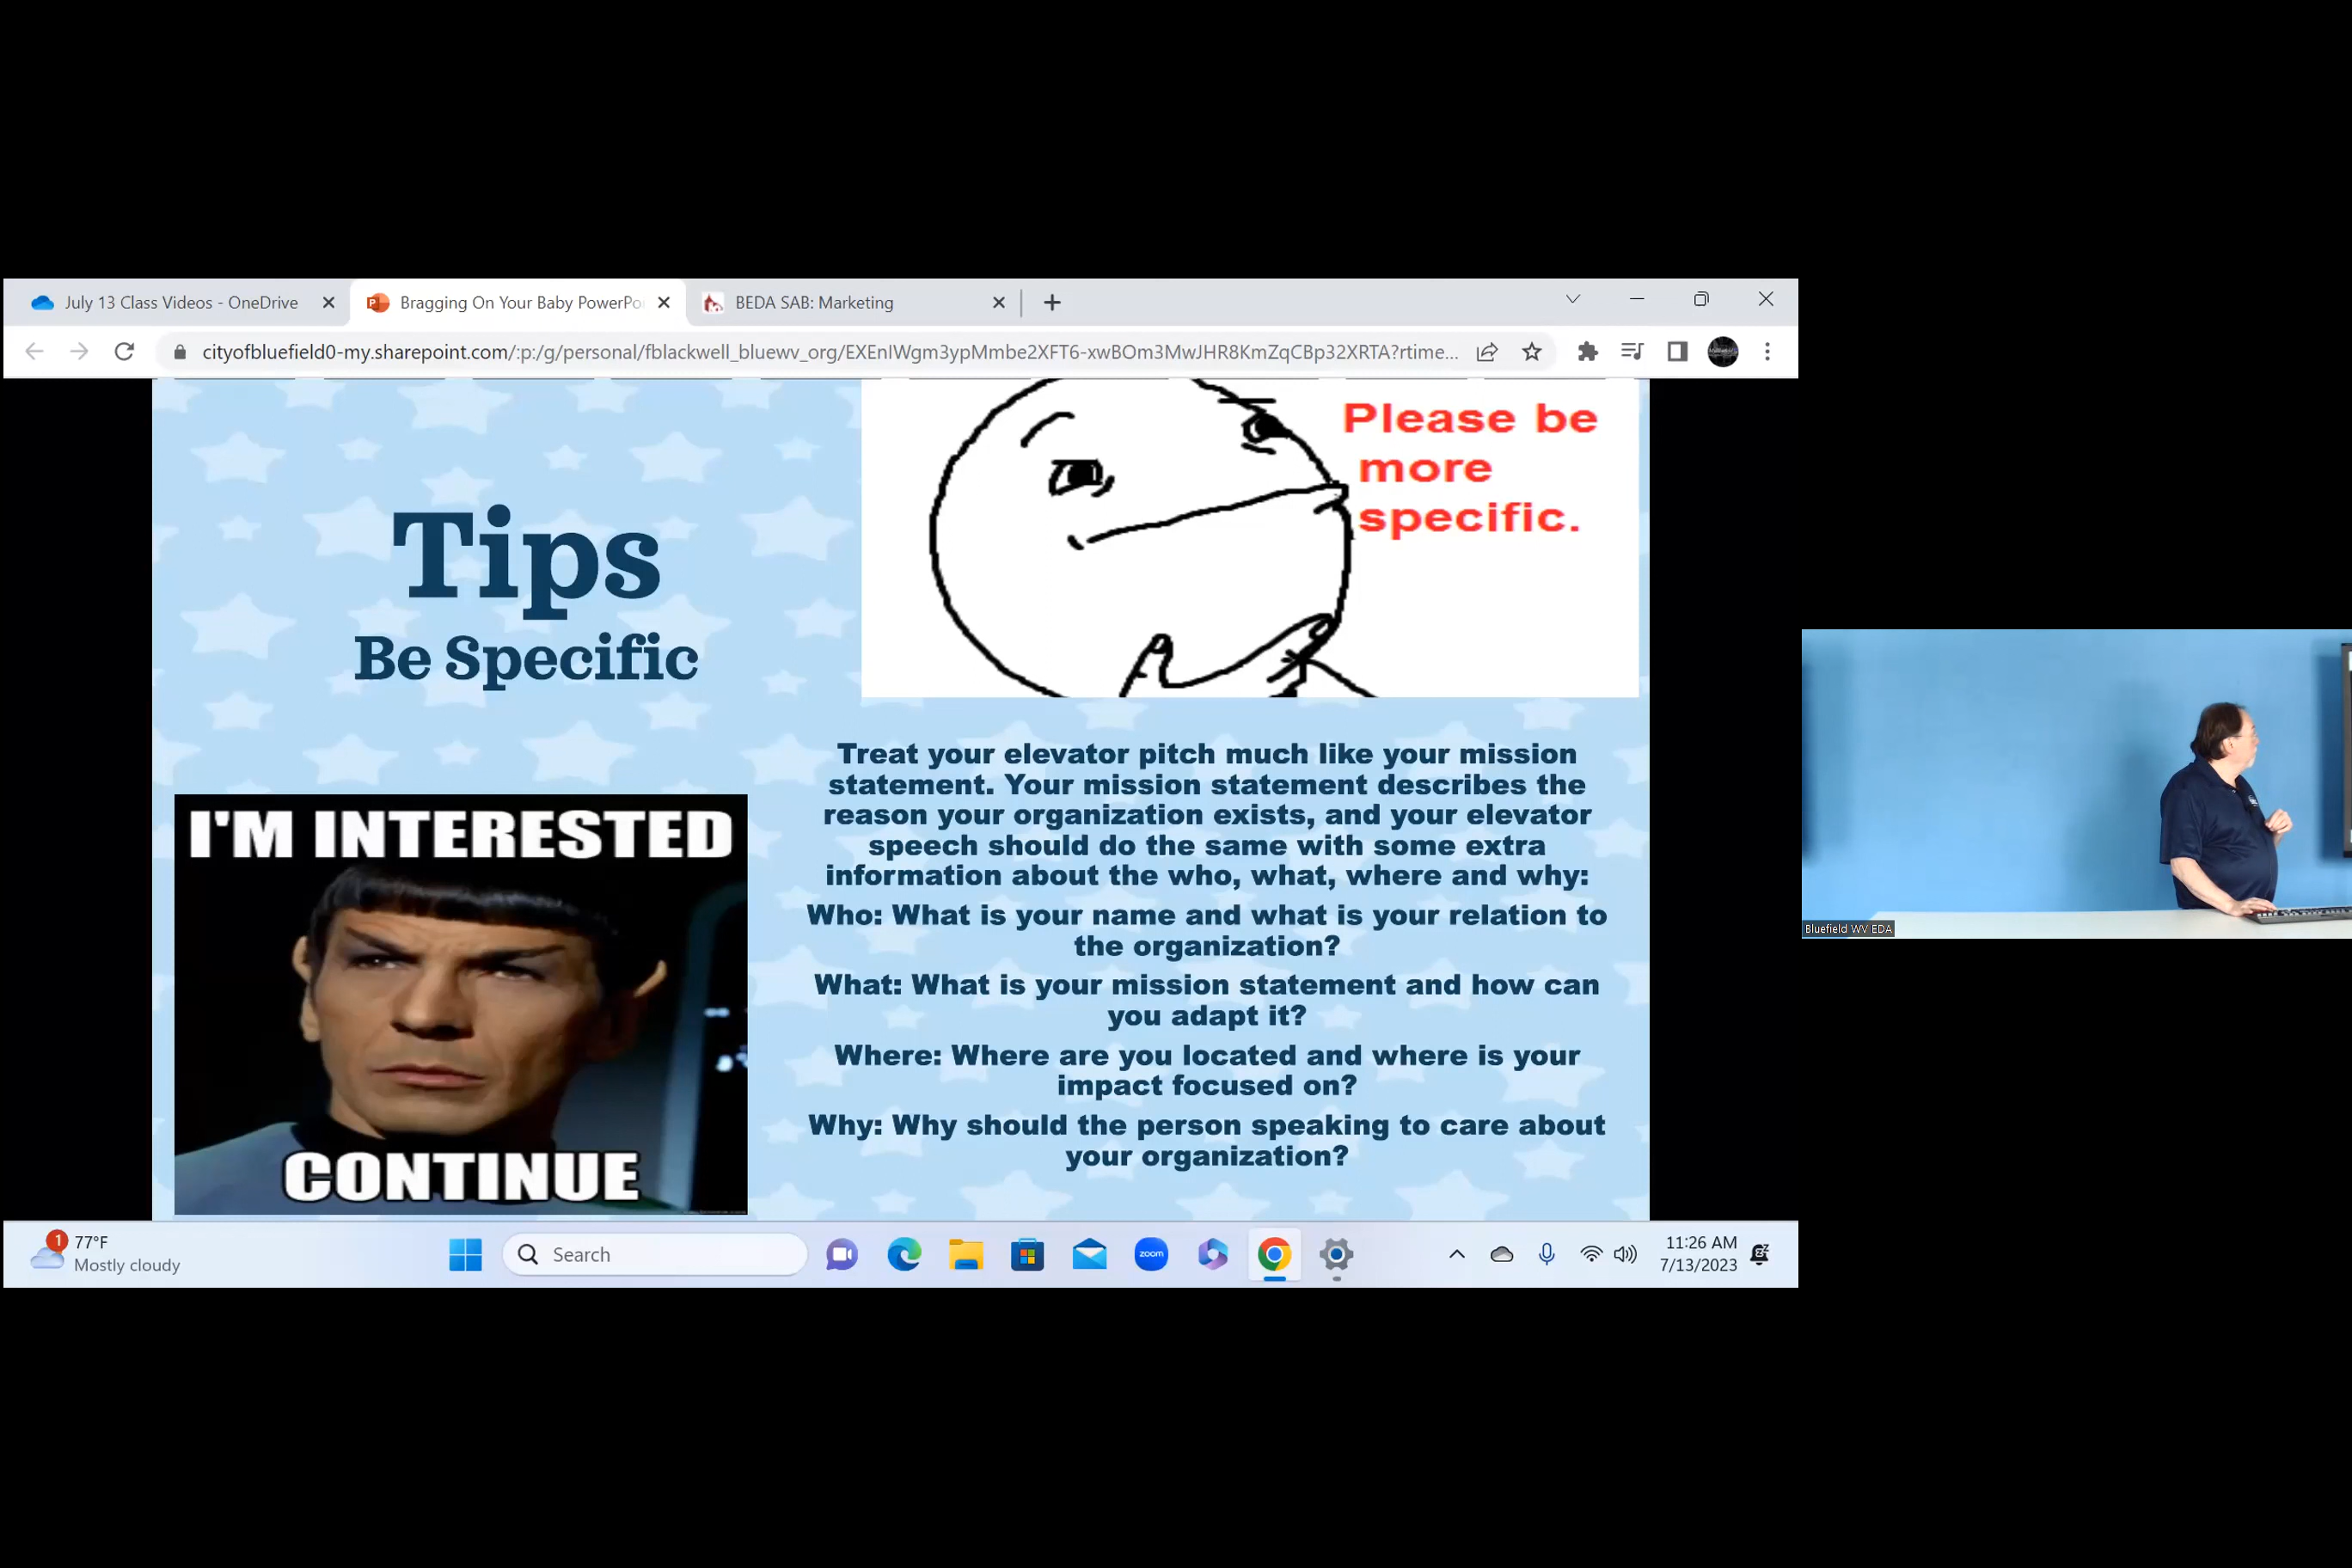 July 13 Class Videos - OneDrive
Bragging On Your Baby PowerPo
BEDA SAB: Marketing
cityofbluefield0-my.sharepoint.com/:p:/g/personal/fblackwell_bluewv_org/EXEnIWgm3ypMmbe2XFT6-xwBOm3MwJHR8KmZqCBp32XRTA?rtime...
Please be
more
specific.
Tips
Be Specific
I'M INTERESTED
CONTINUE
Treat your elevator pitch much like your mission
statement. Your mission statement describes the
reason your organization exists, and your elevator
speech should do the same with some extra
information about the who, what, where and why:
Who: What is your name and what is your relation to
the organization?
What: What is your mission statement and how can
you adapt it?
Where: Where are you located and where is your
impact focused on?
Why: Why should the person speaking to care about
your organization?
Bluefield WV EDA
1
77°F
Mostly cloudy
Search
zoom
11:26 AM
7/13/2023